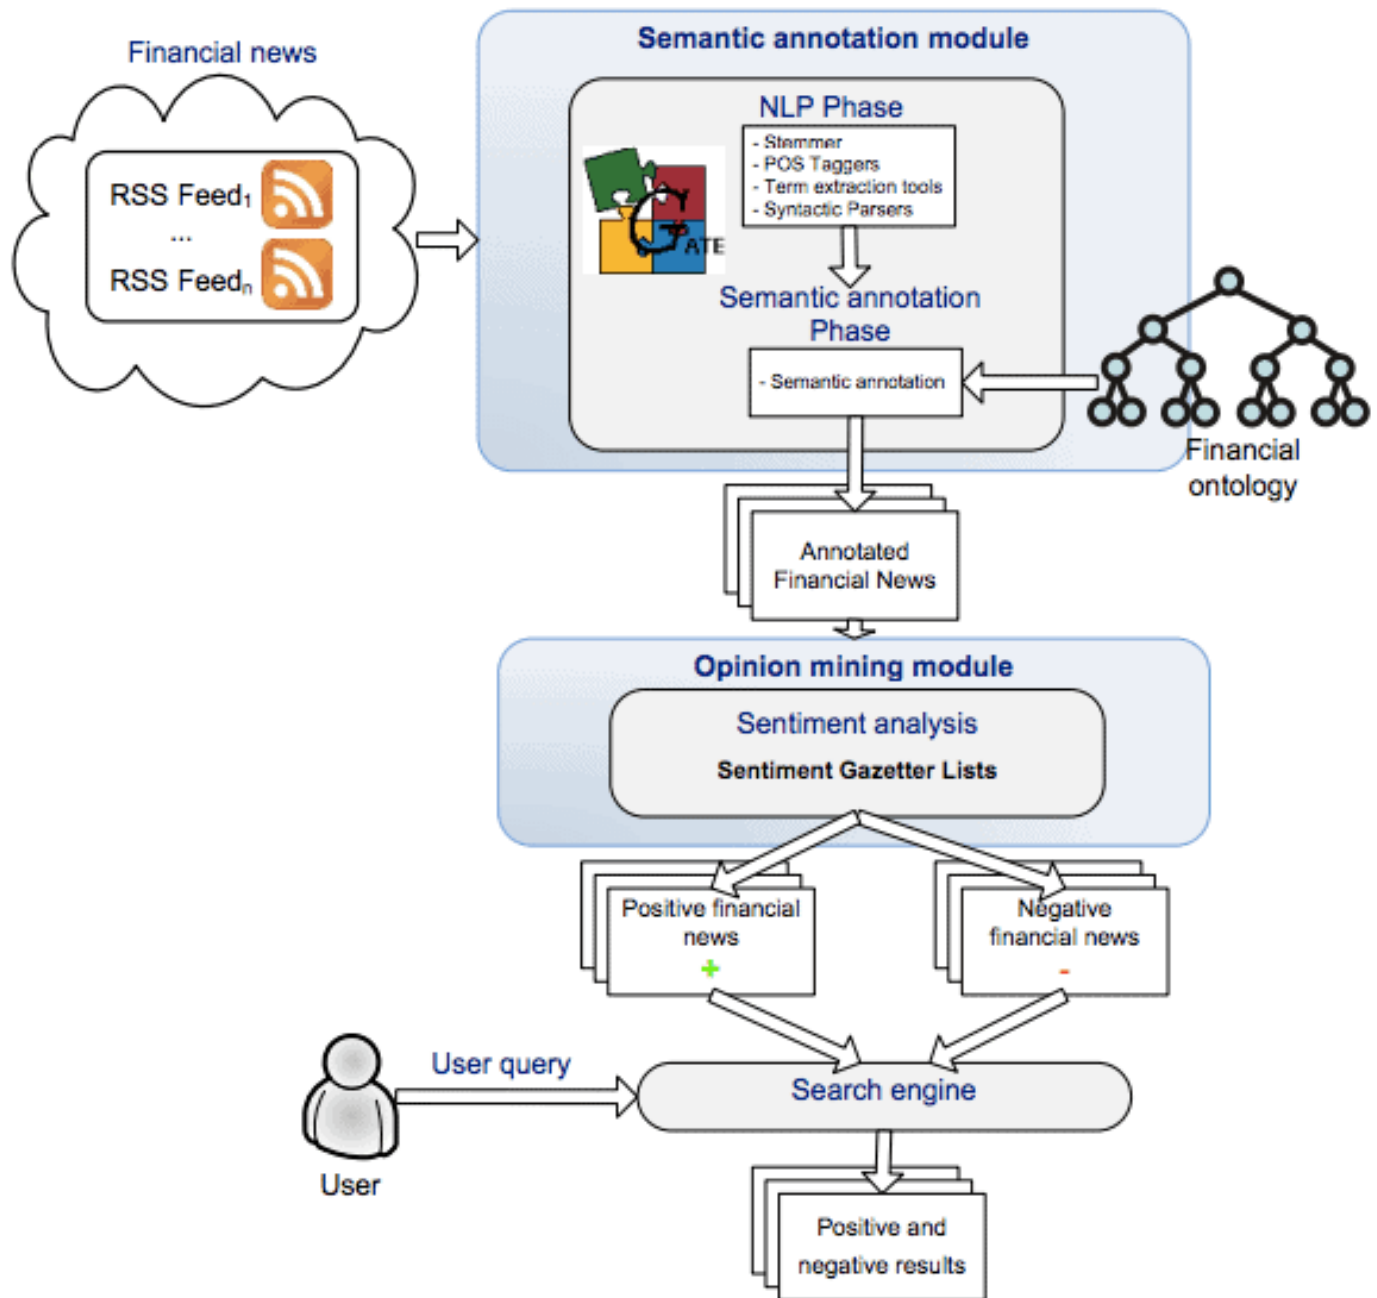 Financial news
RSS Feed1
...
RSS Feedn
Semantic annotation module
NLP Phase
- Stemmer
- POS Taggers
- Term extraction tools
- Syntactic Parsers
GATE
Semantic annotation
Phase
- Semantic annotation
Financial
ontology
Annotated
Financial News
Opinion mining module
Sentiment analysis
Sentiment Gazetter Lists
Positive financial
news
+
Negative
financial news
-
User query
User
Search engine
Positive and
negative results